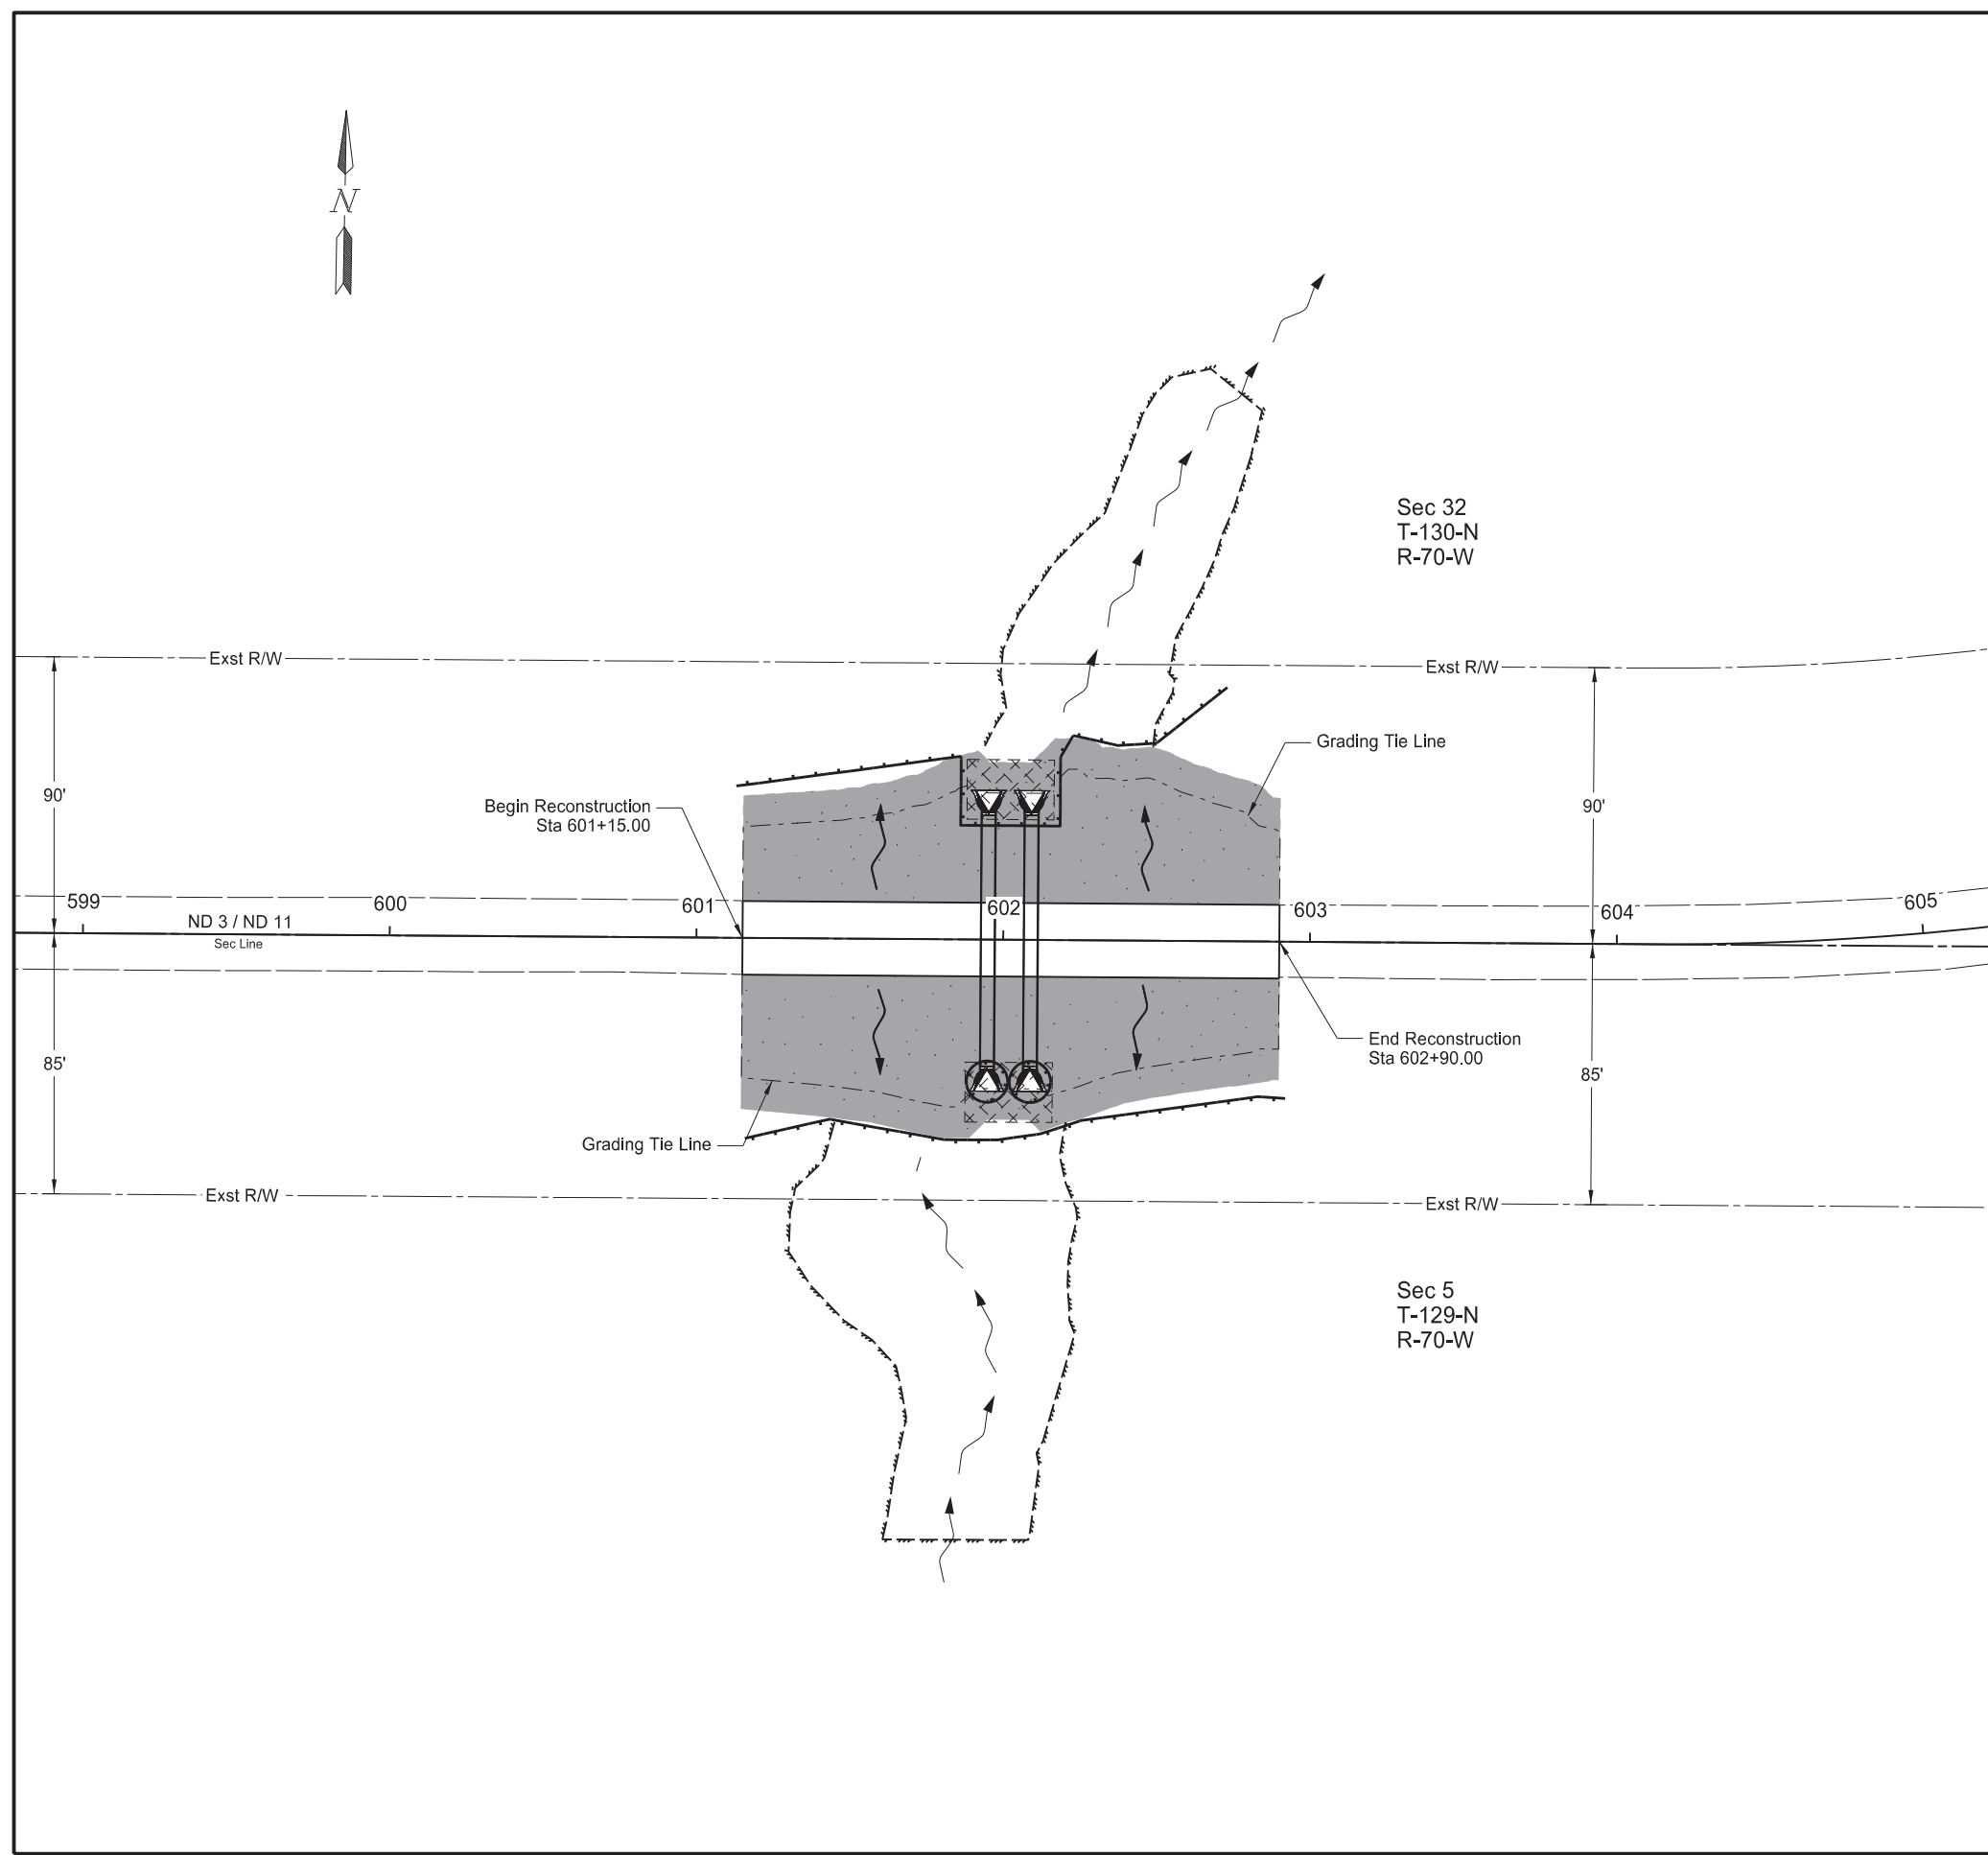 N
Sec 32
T-130-N
R-70-W
Exst R/W
Exst R/W
Grading Tie Line
90'
Begin Reconstruction
Sta 601+15.00
90'
599
600
601
602
603
604
605
ND 3 / ND 11
Sec Line
85'
End Reconstruction
Sta 602+90.00
85'
Grading Tie Line
Exst R/W
Exst R/W
Sec 5
T-129-N
R-70-W